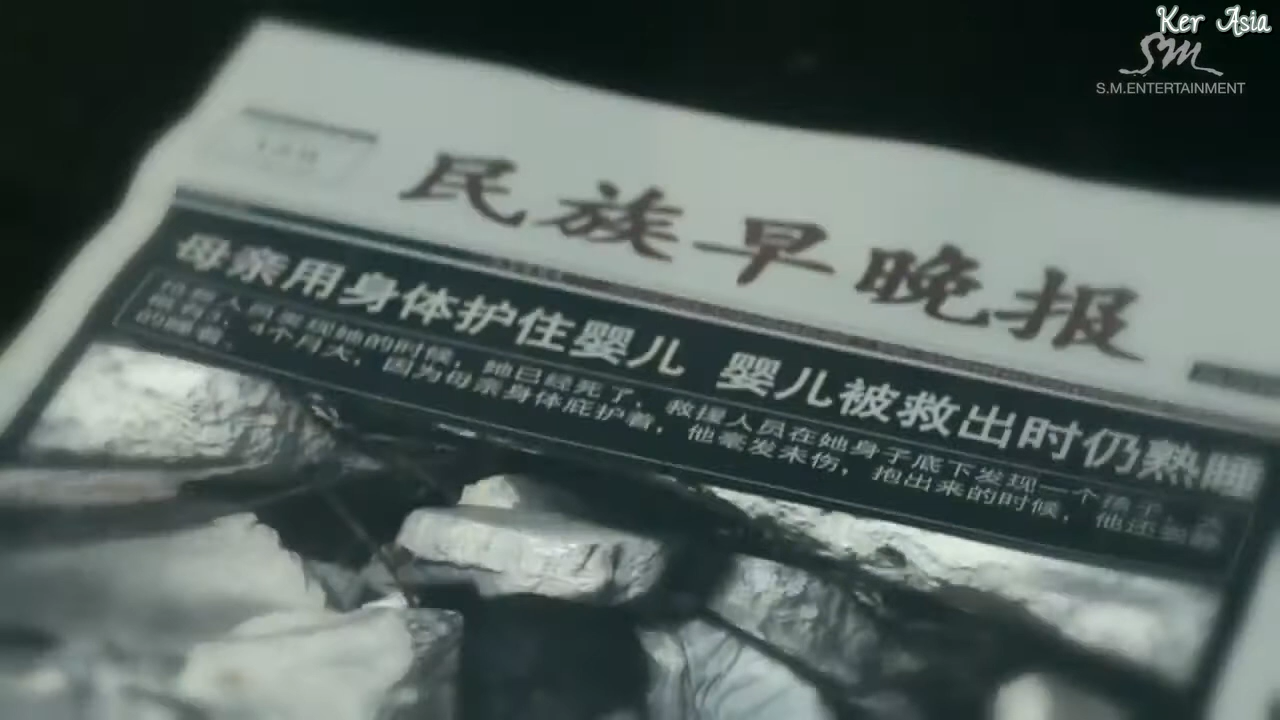 Ker Asia
SM
S.M.ENTERTAINMENT
民族早晚报
母亲用身体护住婴儿 婴儿被救出时仍熟睡
人员发现她的时候，她已经死了，救援人员在她身子底下发现一个孩子，
3、4个月大，因为母亲身体庇护着，他毫发未伤，抱出来的时候，他还
的睡着。